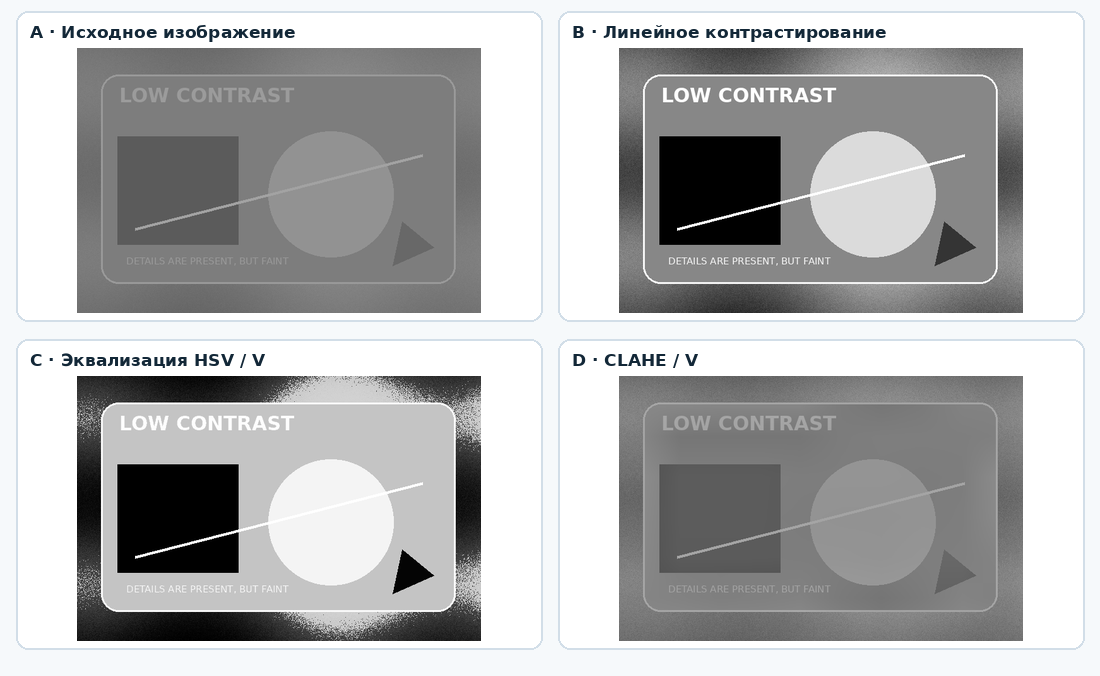 A · Исходное изображение
LOW CONTRAST
DETAILS ARE PRESENT, BUT FAINT
B · Линейное контрастирование
LOW CONTRAST
DETAILS ARE PRESENT, BUT FAINT
C · Эквализация HSV / V
LOW CONTRAST
DETAILS ARE PRESENT, BUT FAINT
D · CLAHE / V
LOW CONTRAST
DETAILS ARE PRESENT, BUT FAINT